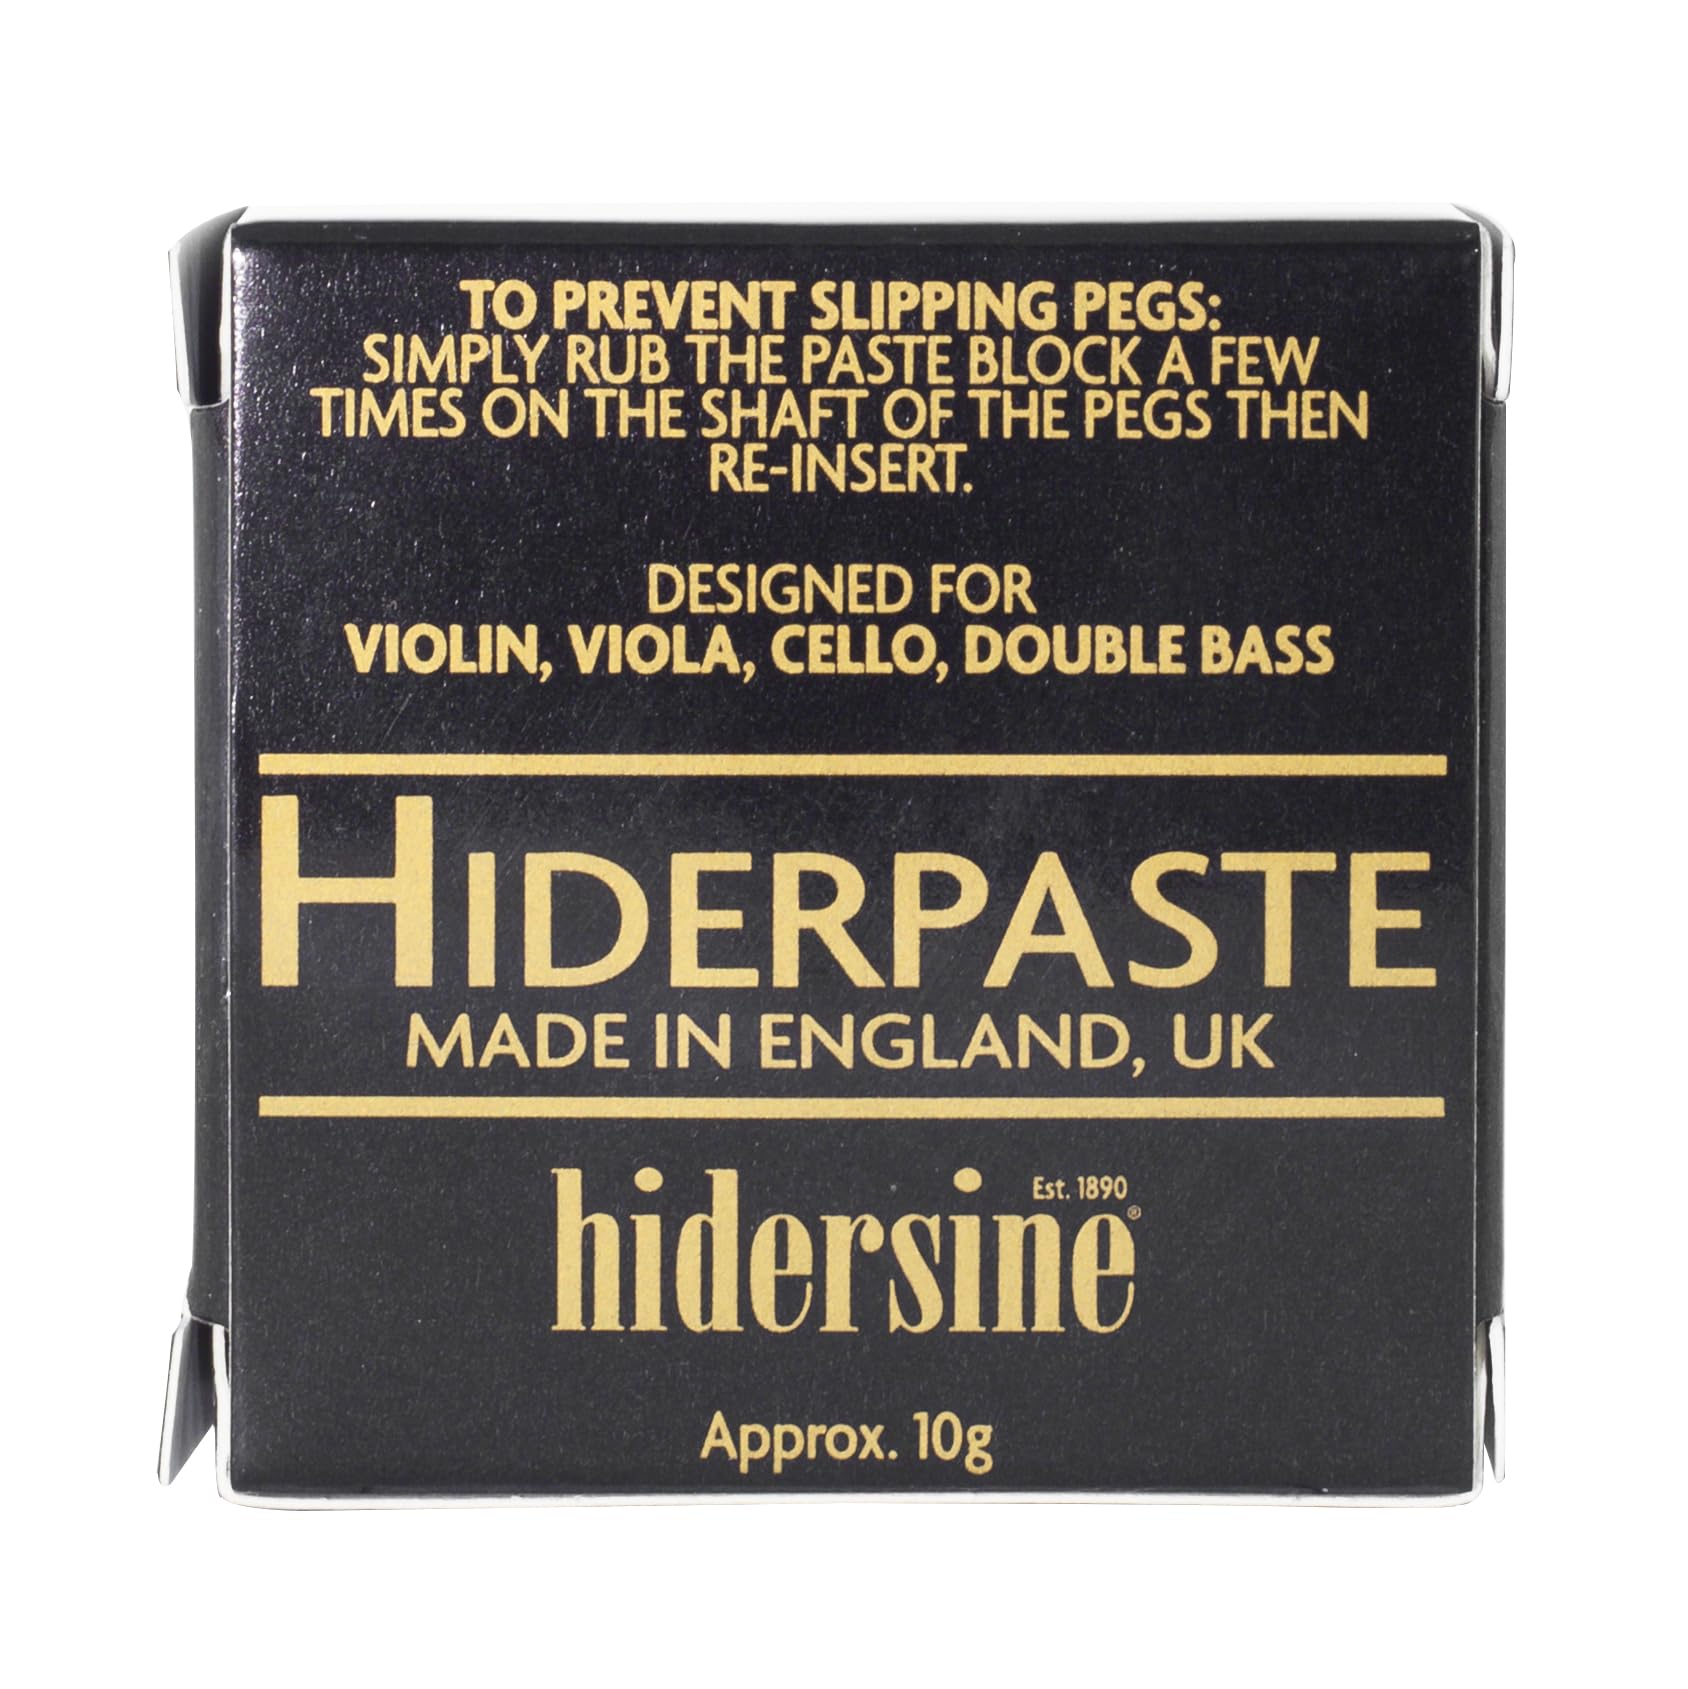 TO PREVENT SLIPPING PEGS:
SIMPLY RUB THE PASTE BLOCK A FEW
TIMES ON THE SHAFT OF THE PEGS THEN
RE-INSERT.
DESIGNED FOR
VIOLIN, VIOLA, CELLO, DOUBLE BASS
HIDERPASTE
MADE IN ENGLAND, UK
Est. 1890
hidersine®
Approx. 10g